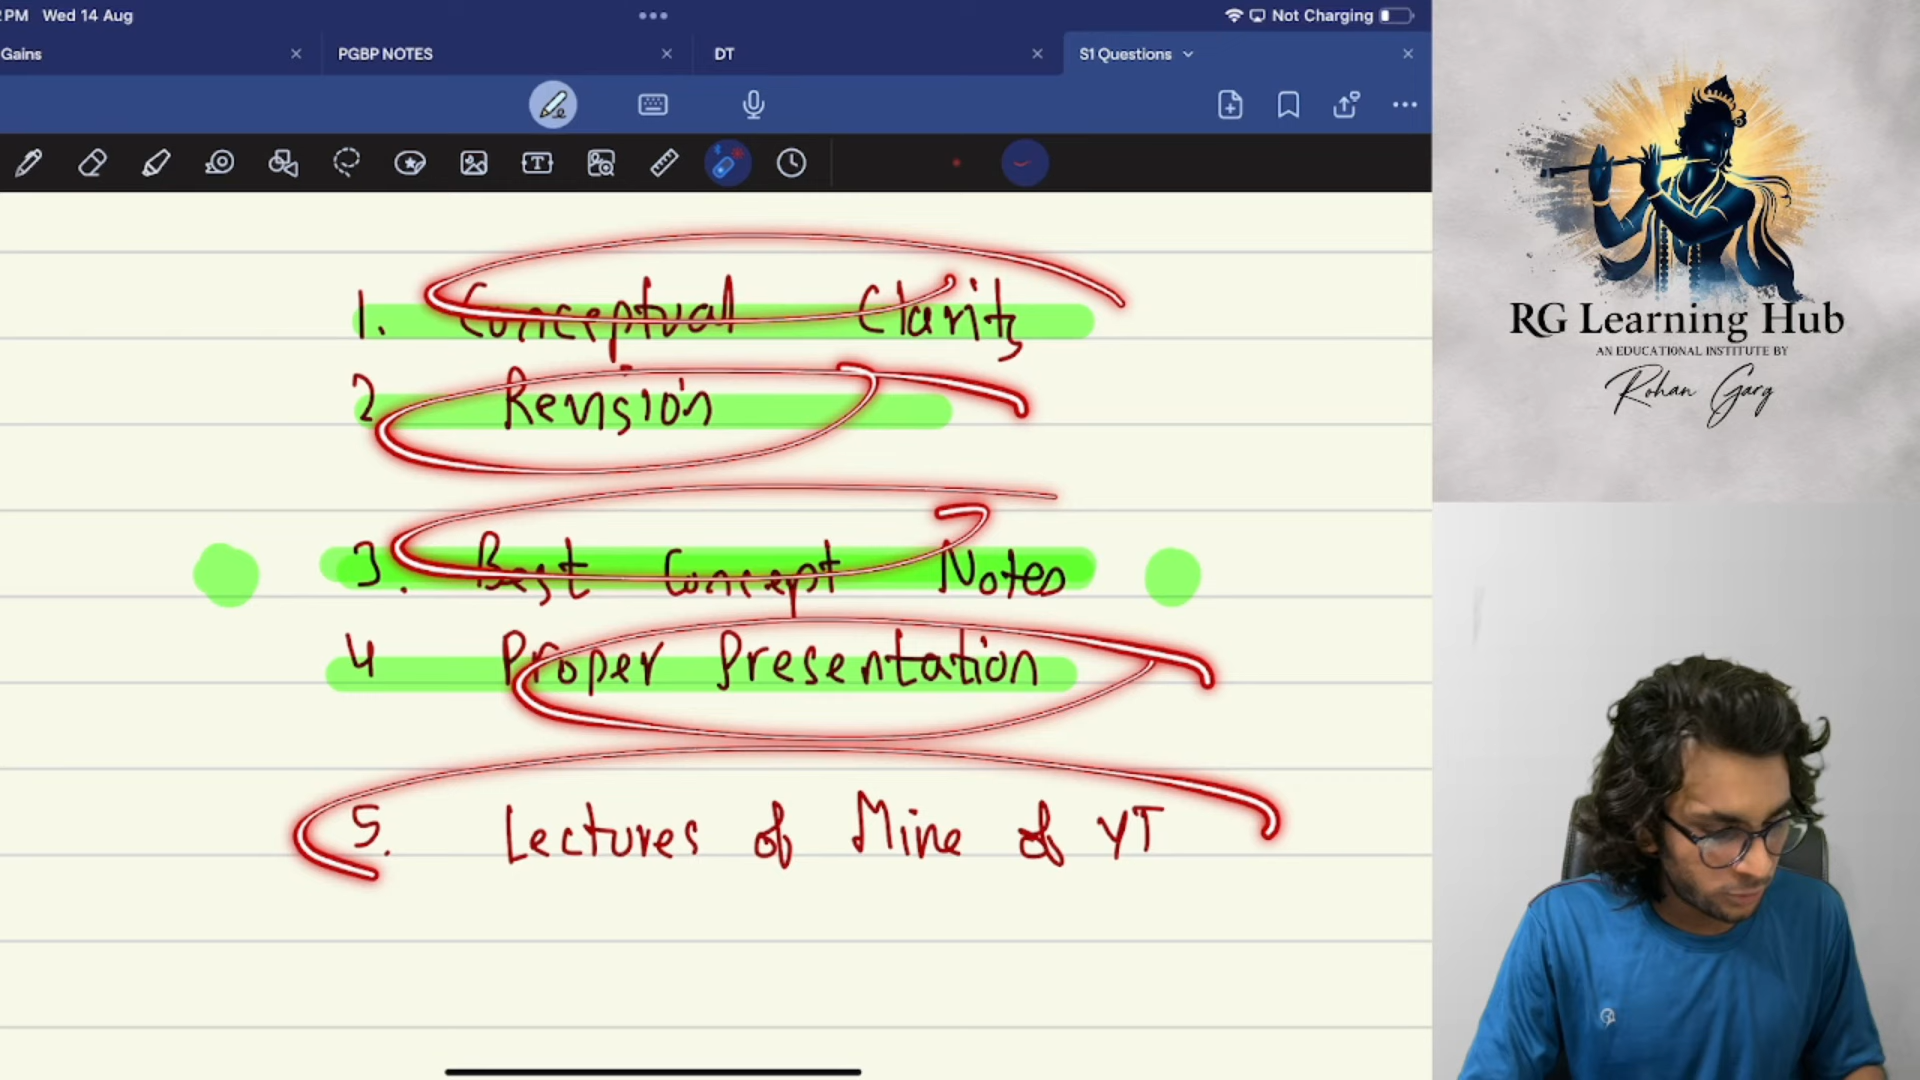 2 PM Wed 14 Aug
Not Charging
Gains
PGBP NOTES
DT
S1 Questions
1. Conceptual Clarity
2 Revision
3. Best Concept Notes
4 Proper Presentation
5. Lectures of Mine of YT
RG Learning Hub
AN EDUCATIONAL INSTITUTE BY
Rohan Garg